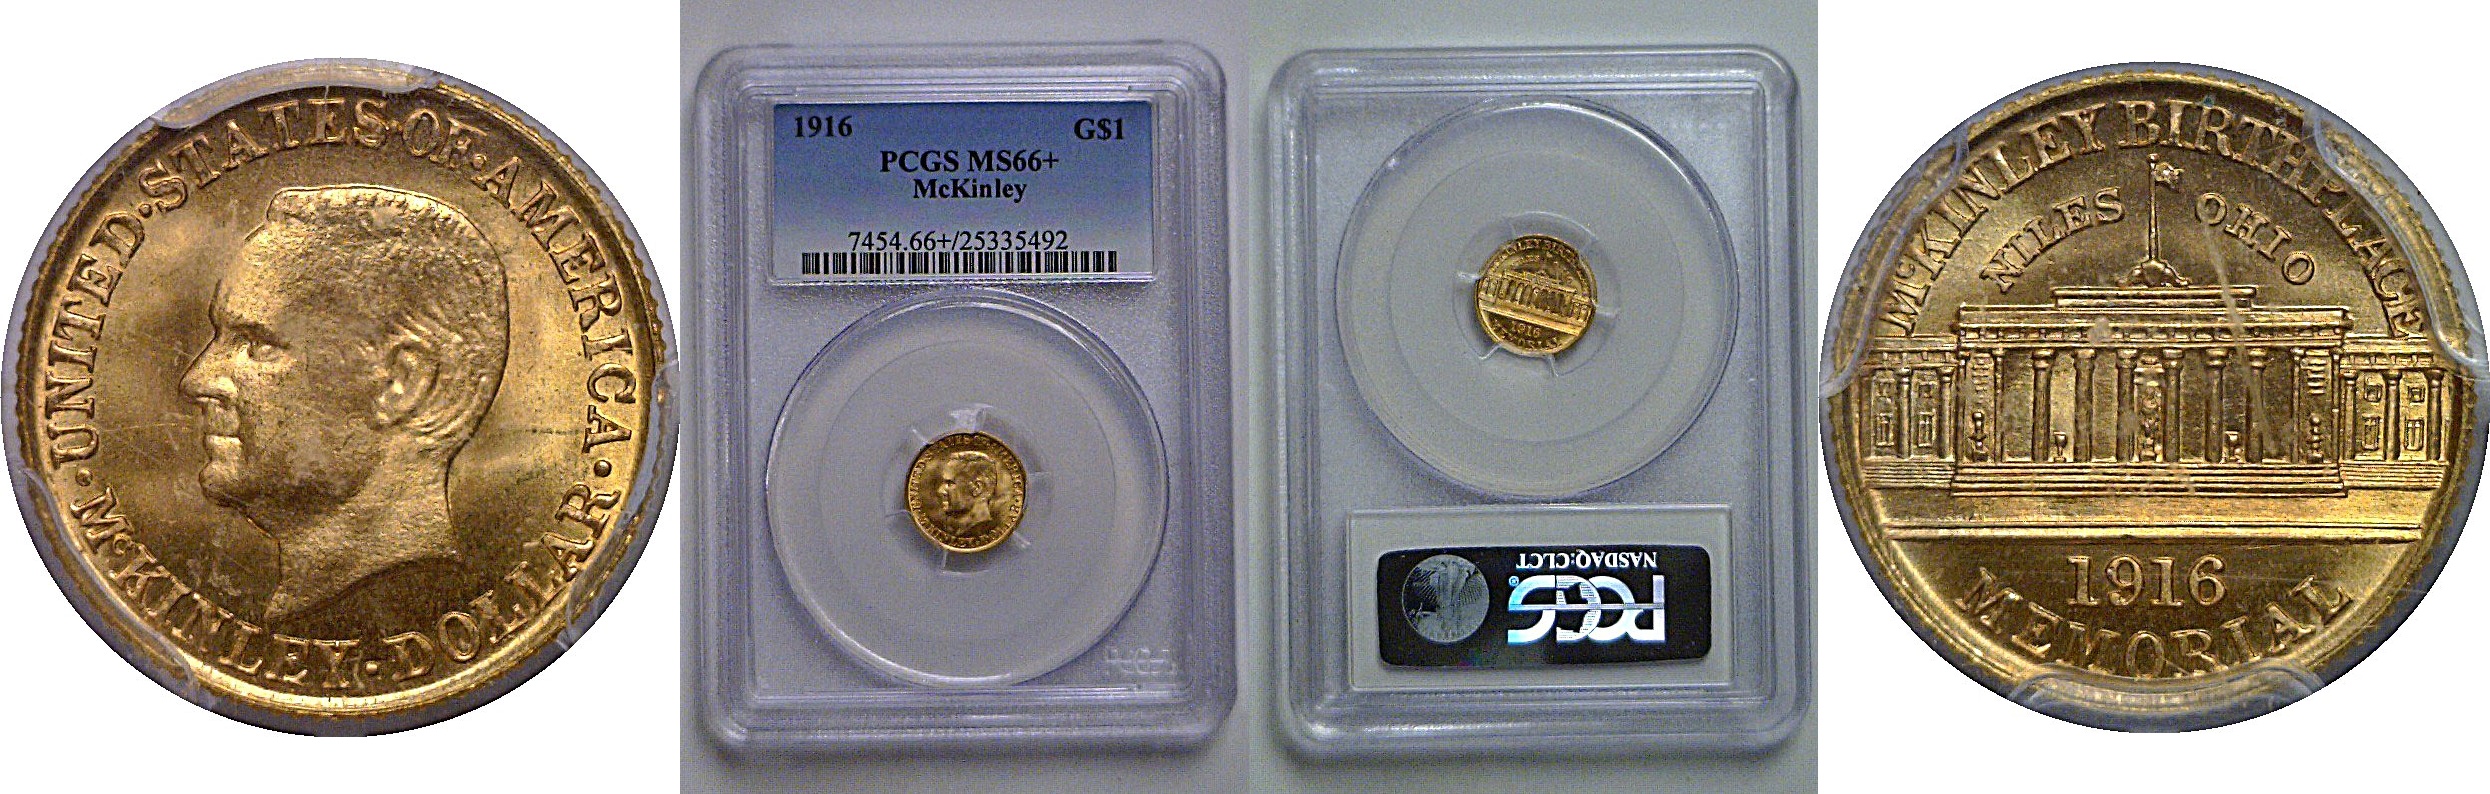 UNITED·STATES·OF·AMERICA·
·McKINLEY·DOLLAR·
1916 G$1
PCGS MS66+
McKinley
7454.66+/25335492
PCGS
NASDAQ:CLCT
PCGS®
McKINLEY BIRTHPLACE
NILES OHIO
1916
MEMORIAL